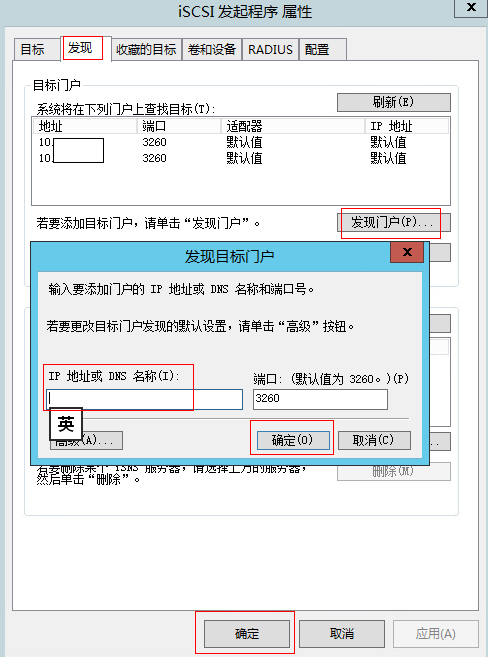 iSCSI 发起程序 属性
x
目标 发现 收藏的目标 卷和设备 RADIUS 配置
目标门户
系统将在下列门户上查找目标(T):
刷新(E)
地址 端口 适配器 IP 地址
10. 3260 默认值 默认值
10. 3260 默认值 默认值
若要添加目标门户，请单击“发现门户”。
发现门户(P)...
发现目标门户
x
输入要添加门户的 IP 地址或 DNS 名称和端口号。
若要更改目标门户发现的默认设置，请单击“高级”按钮。
IP 地址或 DNS 名称(I):
端口: (默认值为 3260。)(P)
3260
英
高级(A)...
确定(O)
取消(C)
若要删除某个 iSNS 服务器，请选择上方的服务器，
然后单击“删除”。
删除(M)
确定 取消 应用(A)